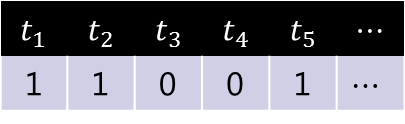 t₁ t₂ t₃ t₄ t₅ ⋯
1 1 0 0 1 ⋯